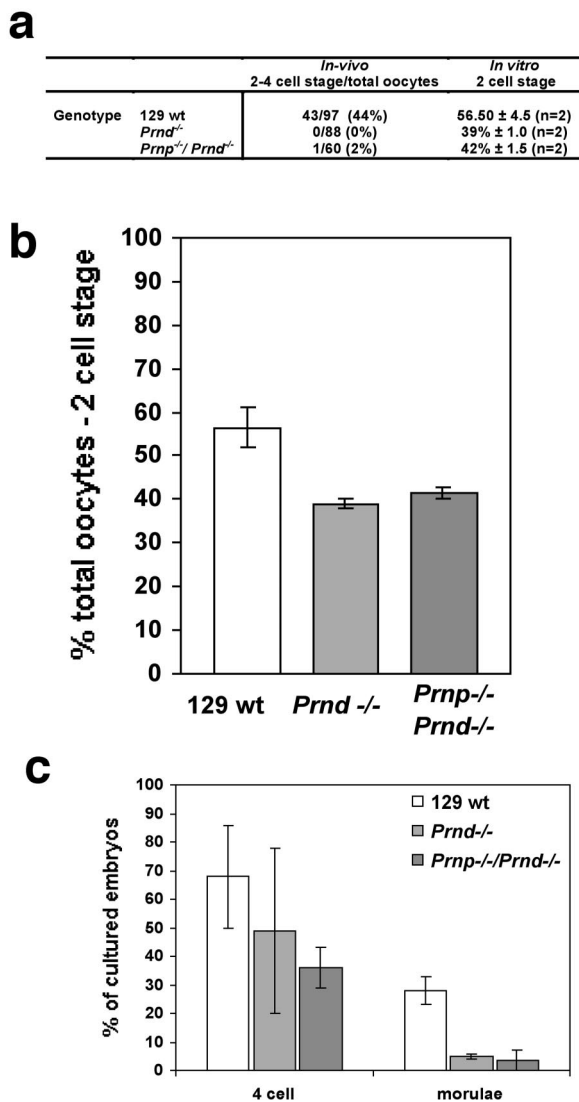 a
In-vivo In vitro
2-4 cell stage/total oocytes 2 cell stage
Genotype 129 wt 43/97 (44%) 56.50 ± 4.5 (n=2)
Prnd-/- 0/88 (0%) 39% ± 1.0 (n=2)
Prnp-/-/ Prnd-/- 1/60 (2%) 42% ± 1.5 (n=2)
b
% total oocytes - 2 cell stage
100
90
80
70
60
50
40
30
20
10
0
129 wt Prnd -/- Prnp-/-
Prnd-/-
c
% of cultured embryos
100
90
80
70
60
50
40
30
20
10
0
129 wt
Prnd-/-
Prnp-/-/Prnd-/-
4 cell morulae